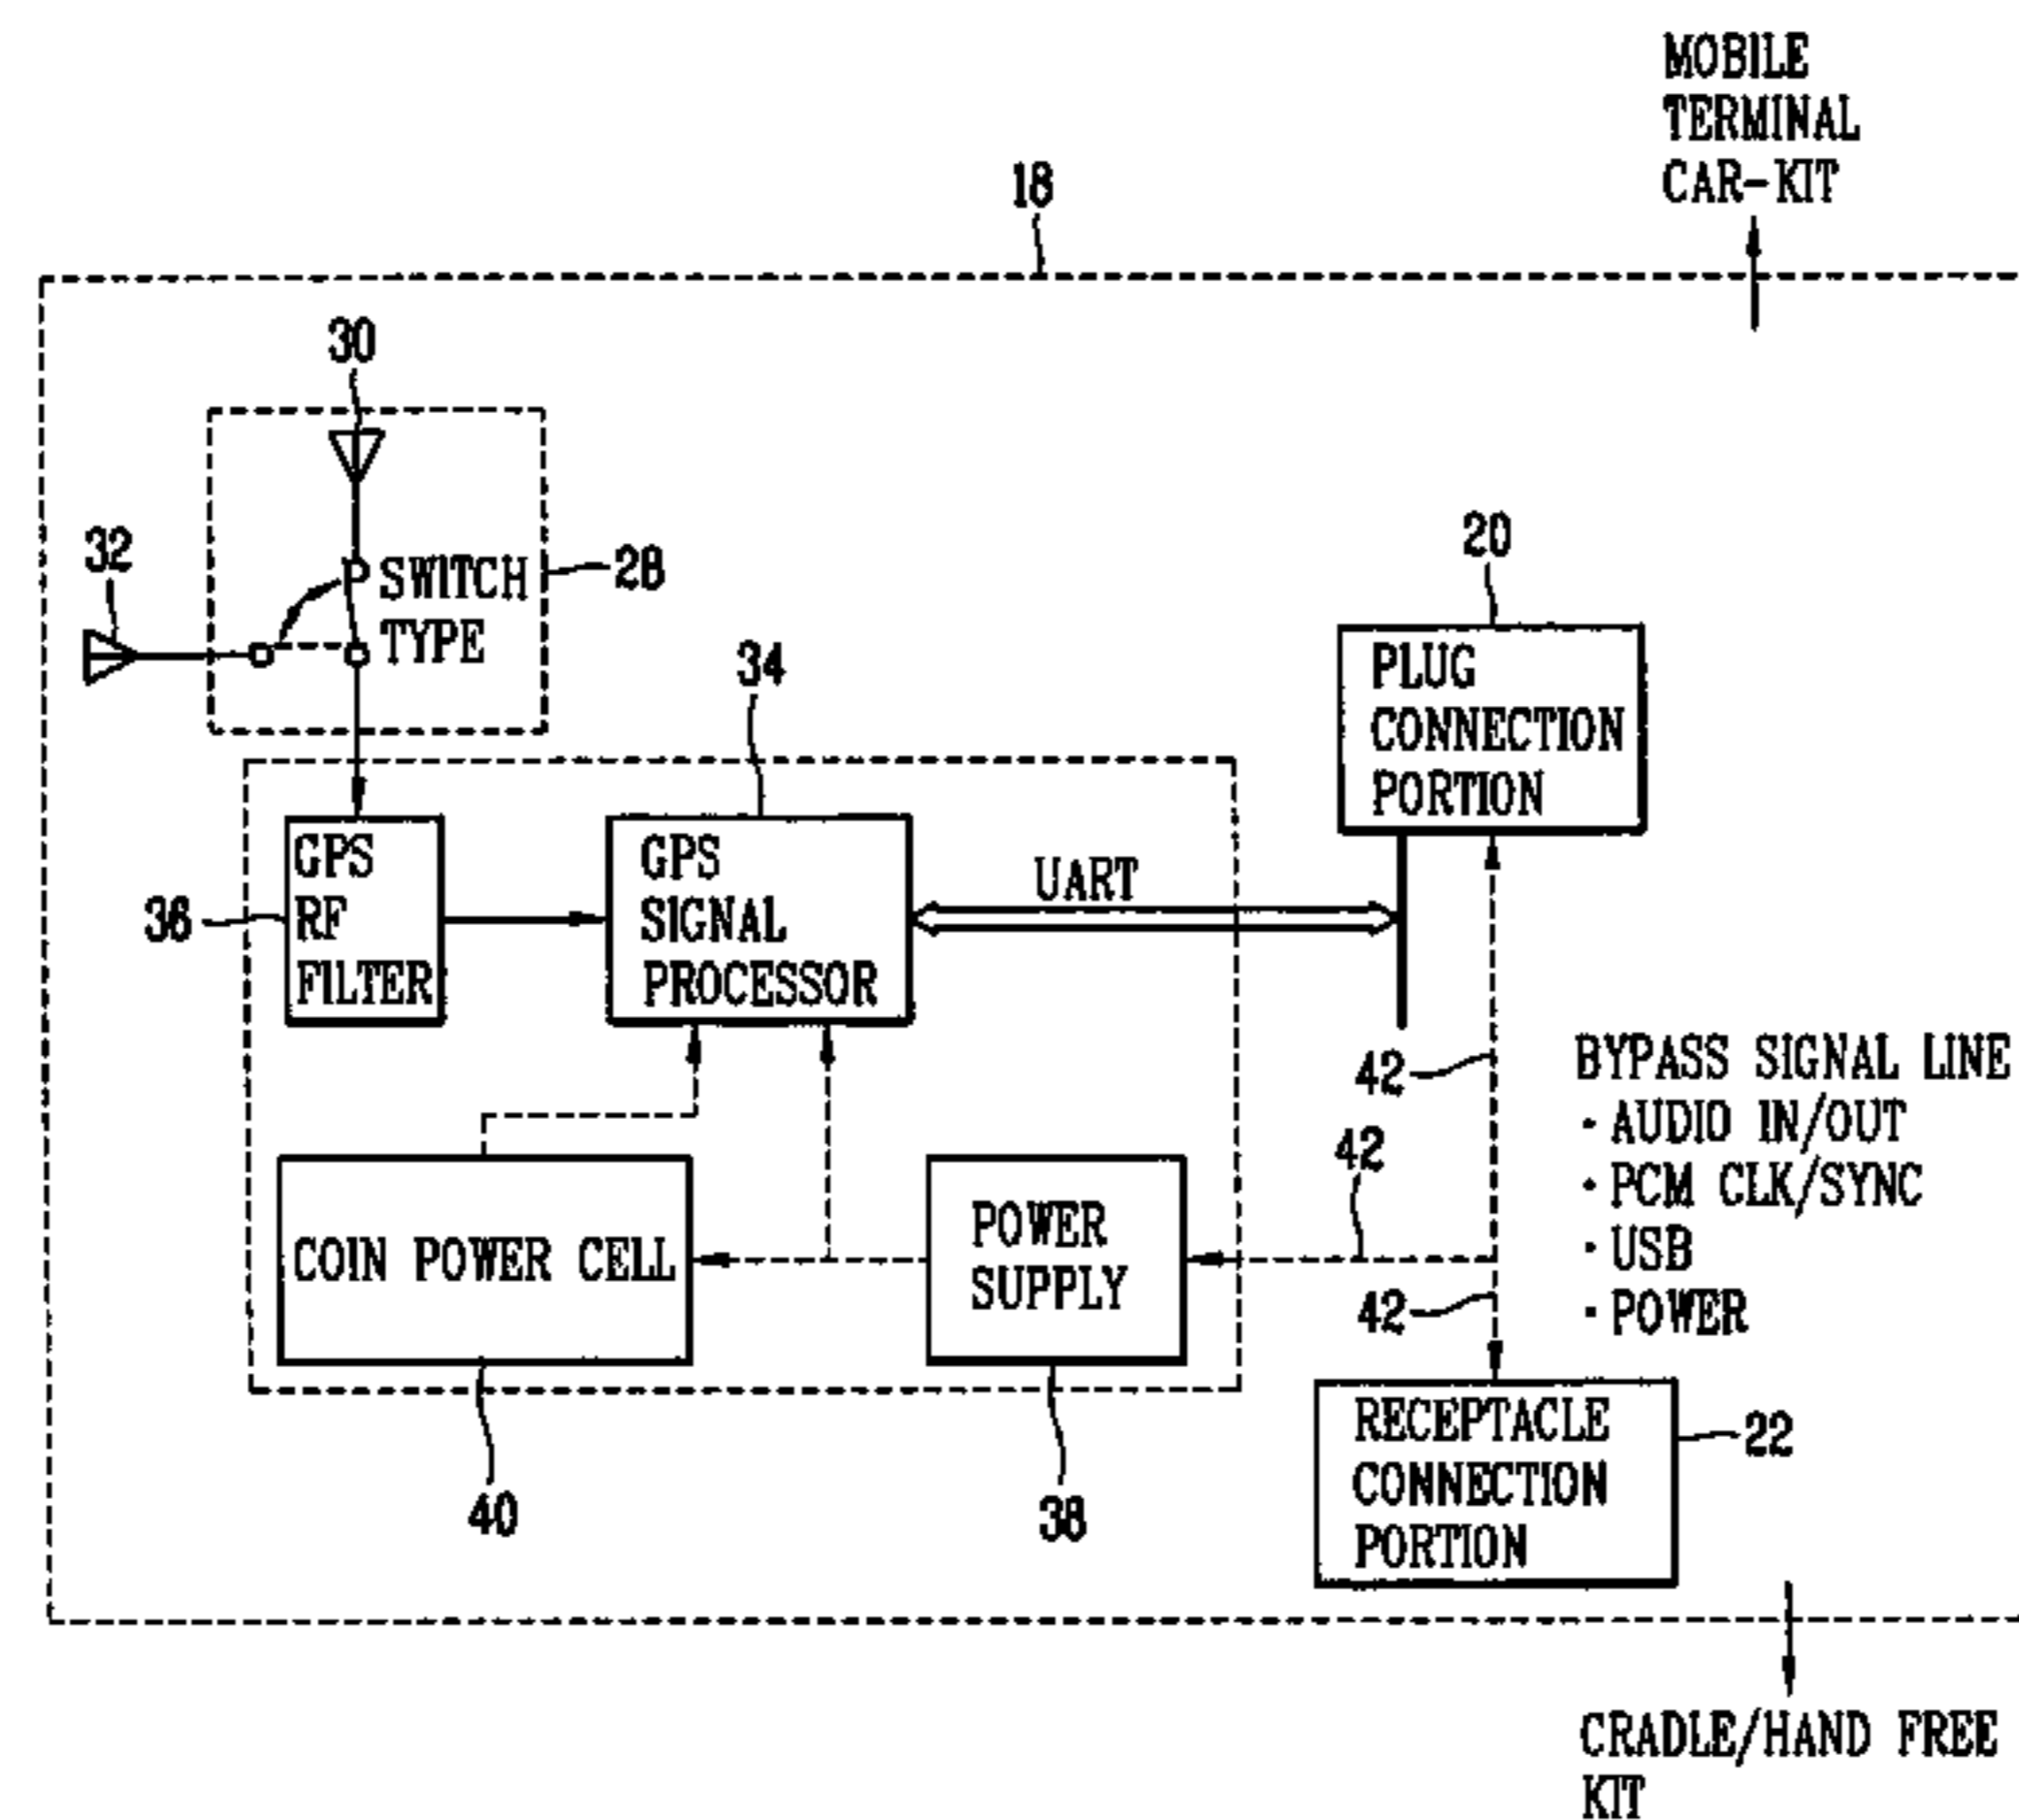 MOBILE
TERMINAL
CAR-KIT
18
30
32
SWITCH
TYPE
28
20
PLUG
CONNECTION
PORTION
34
GPS
RF
FILTER
36
GPS
SIGNAL
PROCESSOR
UART
42
BYPASS SIGNAL LINE
· AUDIO IN/OUT
· PCM CLK/SYNC
· USB
· POWER
42
COIN POWER CELL
POWER
SUPPLY
42
RECEPTACLE
CONNECTION
PORTION
22
40
38
CRADLE/HAND FREE
KIT